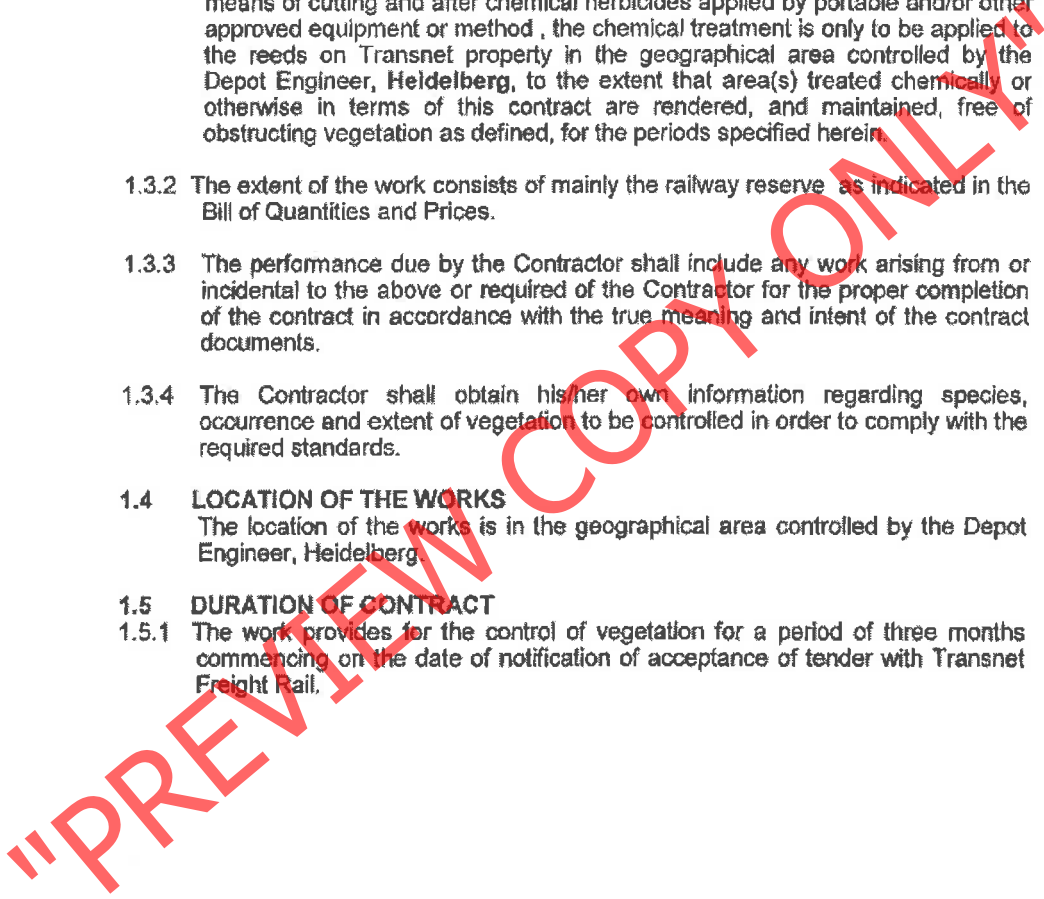 means of cutting and after chemical herbicides applied by portable and/or other
approved equipment or method , the chemical treatment is only to be applied to
the reeds on Transnet property in the geographical area controlled by the
Depot Engineer, Heidelberg, to the extent that area(s) treated chemically or
otherwise in terms of this contract are rendered, and maintained, free of
obstructing vegetation as defined, for the periods specified herein.
1.3.2 The extent of the work consists of mainly the railway reserve as indicated in the
Bill of Quantities and Prices.
1.3.3 The performance due by the Contractor shall include any work arising from or
incidental to the above or required of the Contractor for the proper completion
of the contract in accordance with the true meaning and intent of the contract
documents.
1.3.4 The Contractor shall obtain his/her own information regarding species,
occurrence and extent of vegetation to be controlled in order to comply with the
required standards.
1.4 LOCATION OF THE WORKS
The location of the works is in the geographical area controlled by the Depot
Engineer, Heidelberg.
1.5 DURATION OF CONTRACT
1.5.1 The work provides for the control of vegetation for a period of three months
commencing on the date of notification of acceptance of tender with Transnet
Freight Rail.
"PREVIEW COPY ONLY"